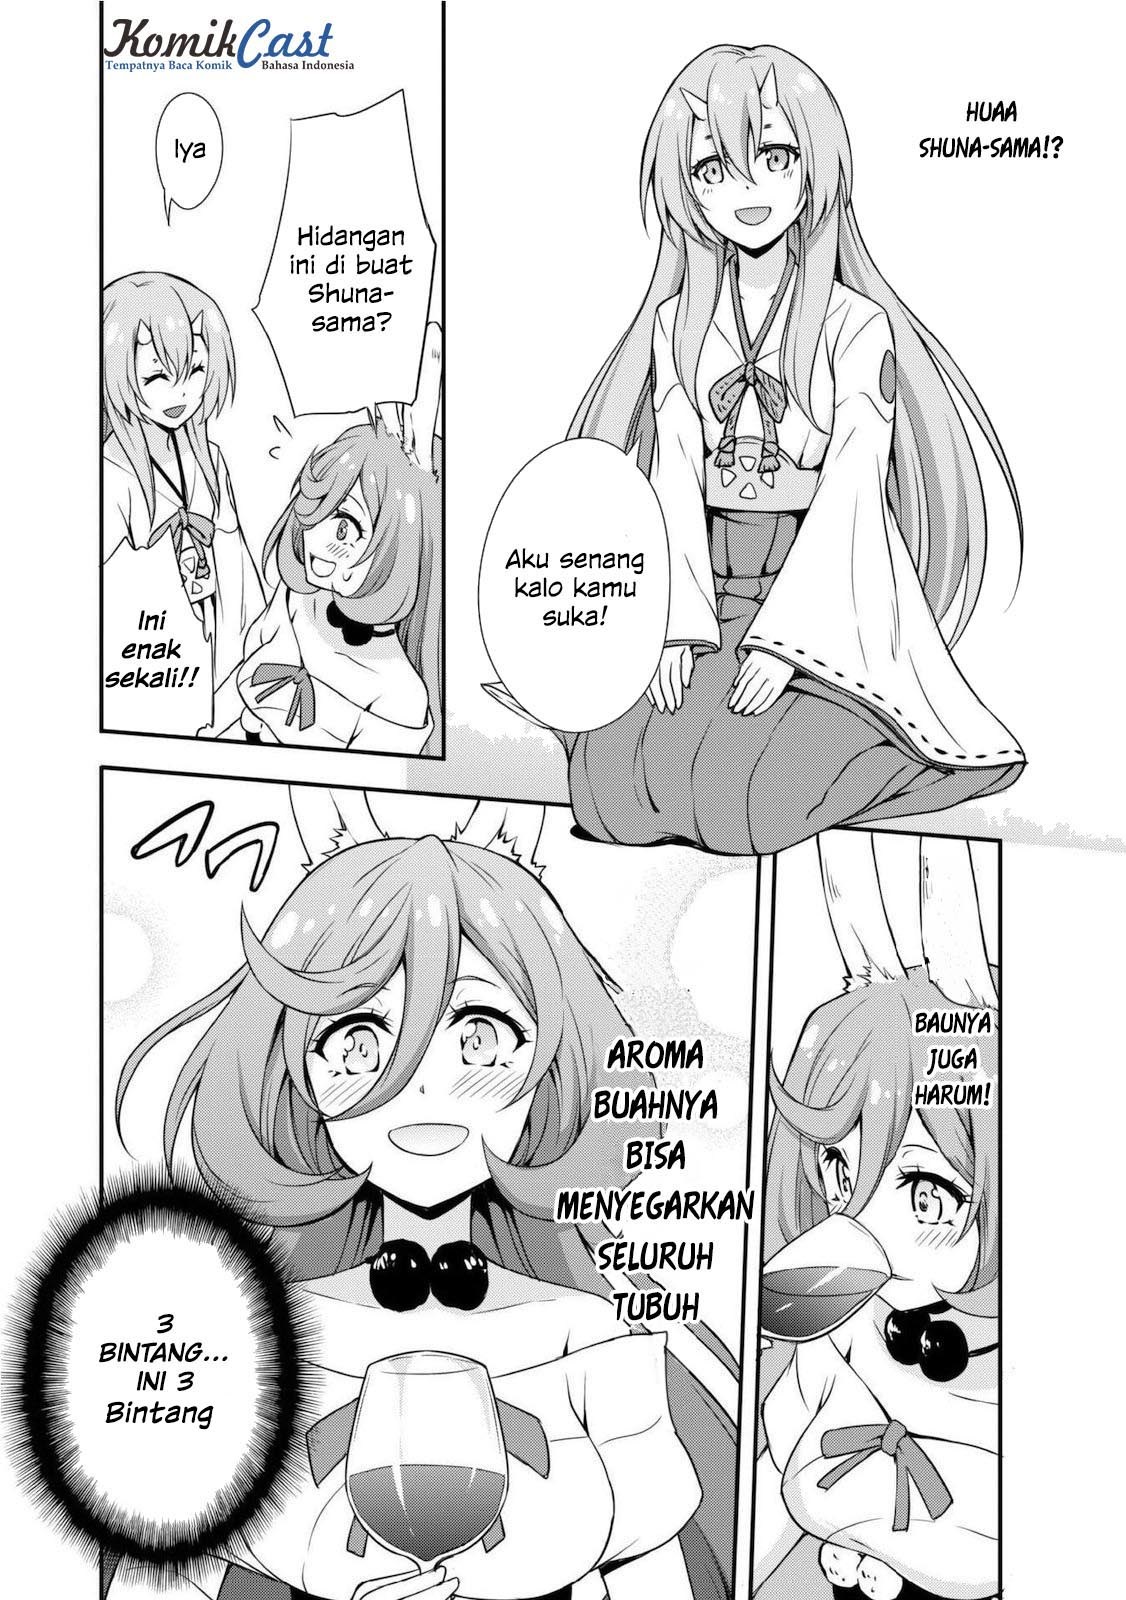 KomikCast
Tempatnya Baca Komik Bahasa Indonesia
HUAA
SHUNA-SAMA!?
Aku senang
kalo kamu
suka!
Hidangan
ini di buat
Shuna-
sama?
Iya
Ini
enak
sekali!!
BAUNYA
JUGA
HARUM!
AROMA
BUAHNYA
BISA
MENYEGARKAN
SELURUH
TUBUH
3
BINTANG...
INI 3
Bintang